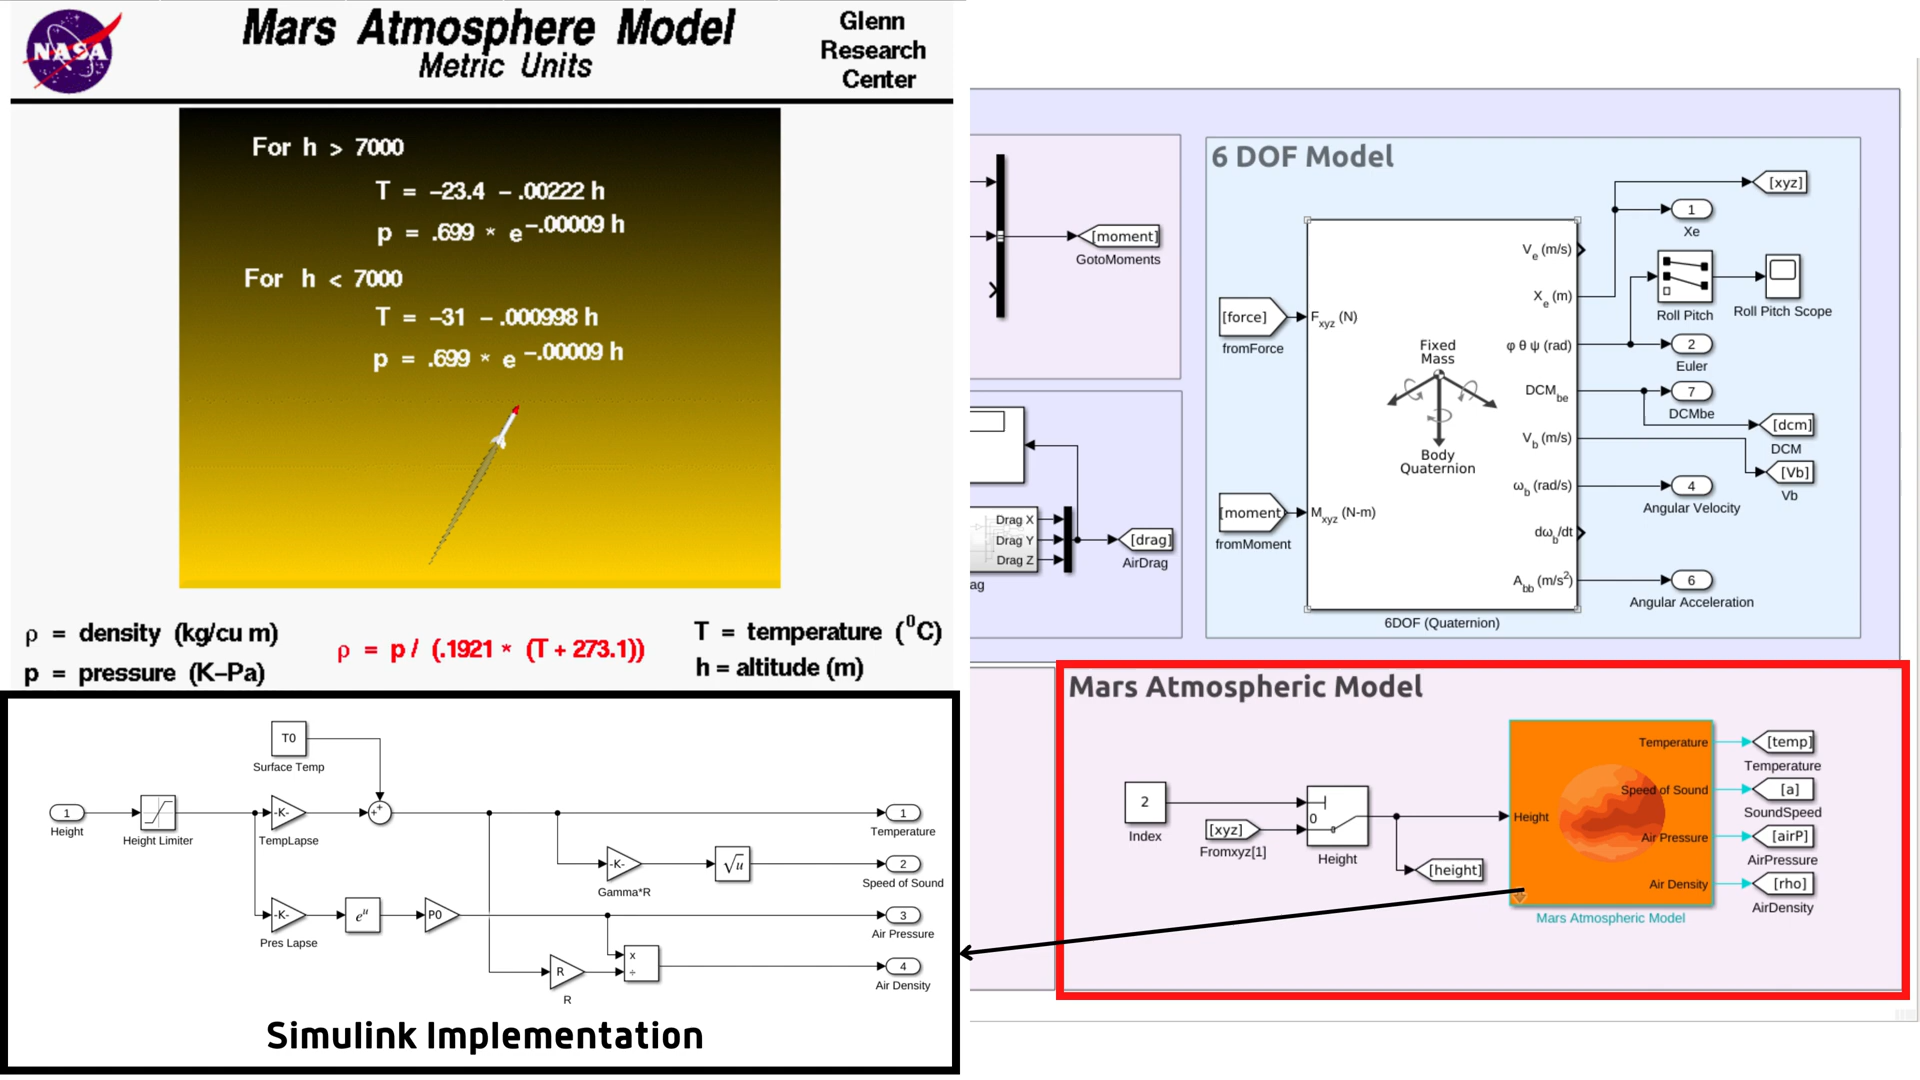 NASA
Mars Atmosphere Model
Metric Units
Glenn
Research
Center
For h > 7000
T = –23.4 – .00222 h
p = .699 * e –.00009 h
For h < 7000
T = –31 – .000998 h
p = .699 * e –.00009 h
ρ = density (kg/cu m)
p = pressure (K–Pa)
ρ = p / (.1921 * (T + 273.1))
T = temperature (⁰C)
h = altitude (m)
1
Height
Height Limiter
T0
Surface Temp
-K-
TempLapse
++
1
Temperature
-K-
Gamma*R
√u
2
Speed of Sound
-K-
Pres Lapse
eᵘ
P0
3
Air Pressure
R
R
×
÷
4
Air Density
Simulink Implementation
[moment]
GotoMoments
Drag X
Drag Y
Drag Z
ag
[drag]
AirDrag
6 DOF Model
[force]
fromForce
[moment]
fromMoment
Fxyz (N)
Mxyz (N-m)
Fixed
Mass
Body
Quaternion
Ve (m/s)
Xe (m)
φ θ ψ (rad)
DCMbe
Vb (m/s)
ωb (rad/s)
dωb/dt
Abb (m/s²)
6DOF (Quaternion)
[xyz]
1
Xe
Roll Pitch
Roll Pitch Scope
2
Euler
7
DCMbe
[dcm]
DCM
[Vb]
Vb
4
Angular Velocity
6
Angular Acceleration
Mars Atmospheric Model
2
Index
[xyz]
Fromxyz[1]
0
Height
[height]
Height
Temperature
Speed of Sound
Air Pressure
Air Density
Mars Atmospheric Model
[temp]
Temperature
[a]
SoundSpeed
[airP]
AirPressure
[rho]
AirDensity